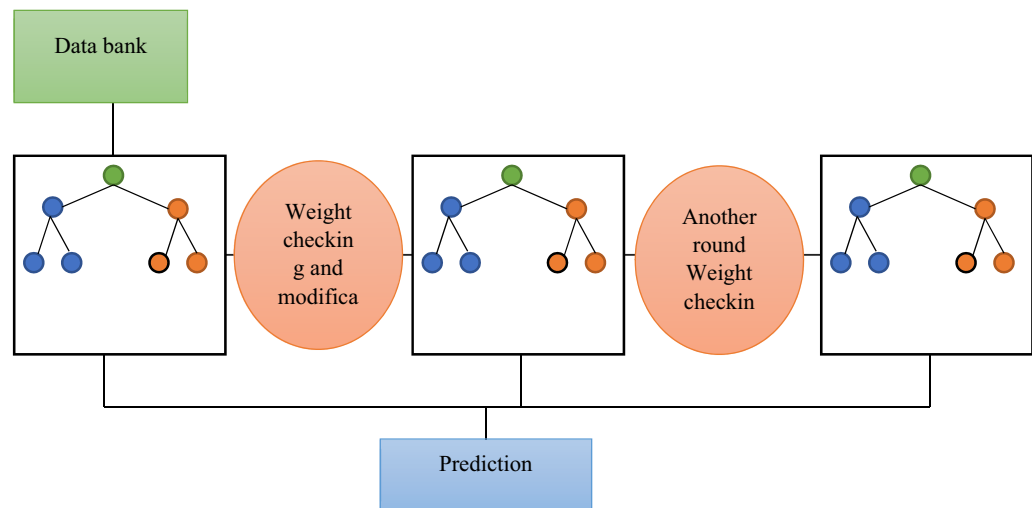 Data bank
Weight
checkin
g and
modifica
Another
round
Weight
checkin
Prediction